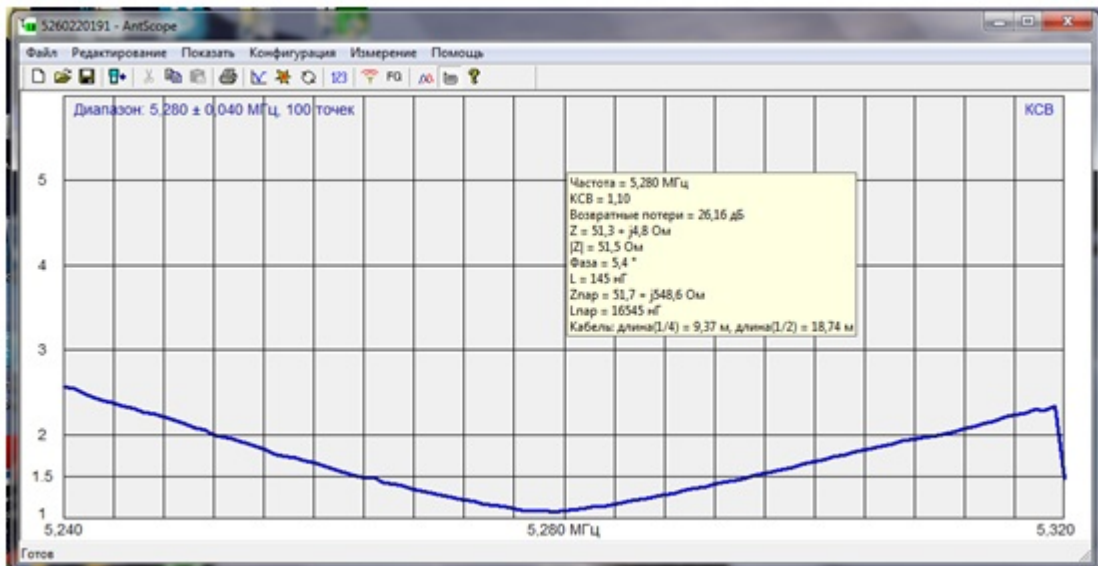 5260220191 - AntScope
Файл Редактирование Показать Конфигурация Измерение Помощь
123 FQ
Диапазон: 5,280 ± 0,040 МГц, 100 точек
КСВ
5
4
3
2
1.5
1
Частота = 5,280 МГц
КСВ = 1,10
Возвратные потери = 26,16 дБ
Z = 51,3 + j4,8 Ом
|Z| = 51,5 Ом
Фаза = 5,4 °
L = 145 нГ
Zпар = 51,7 + j548,6 Ом
Lпар = 16545 нГ
Кабель: длина(1/4) = 9,37 м, длина(1/2) = 18,74 м
5,240
5,280 МГц
5,320
Готов